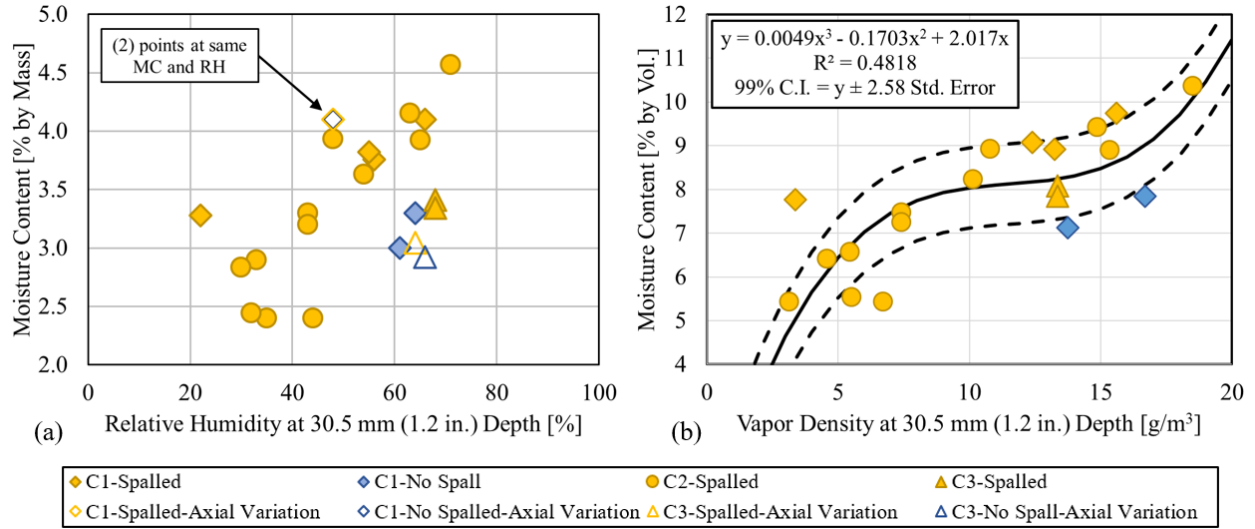 (a)
5.0
4.5
4.0
3.5
3.0
2.5
2.0
Moisture Content [% by Mass]
(2) points at same
MC and RH
0 20 40 60 80 100
Relative Humidity at 30.5 mm (1.2 in.) Depth [%]
(b)
12
11
10
9
8
7
6
5
4
Moisture Content [% by Vol.]
y = 0.0049x³ - 0.1703x² + 2.017x
R² = 0.4818
99% C.I. = y ± 2.58 Std. Error
0 5 10 15 20
Vapor Density at 30.5 mm (1.2 in.) Depth [g/m³]
C1-Spalled C1-No Spall C2-Spalled C3-Spalled
C1-Spalled-Axial Variation C1-No Spalled-Axial Variation C3-Spalled-Axial Variation C3-No Spall-Axial Variation